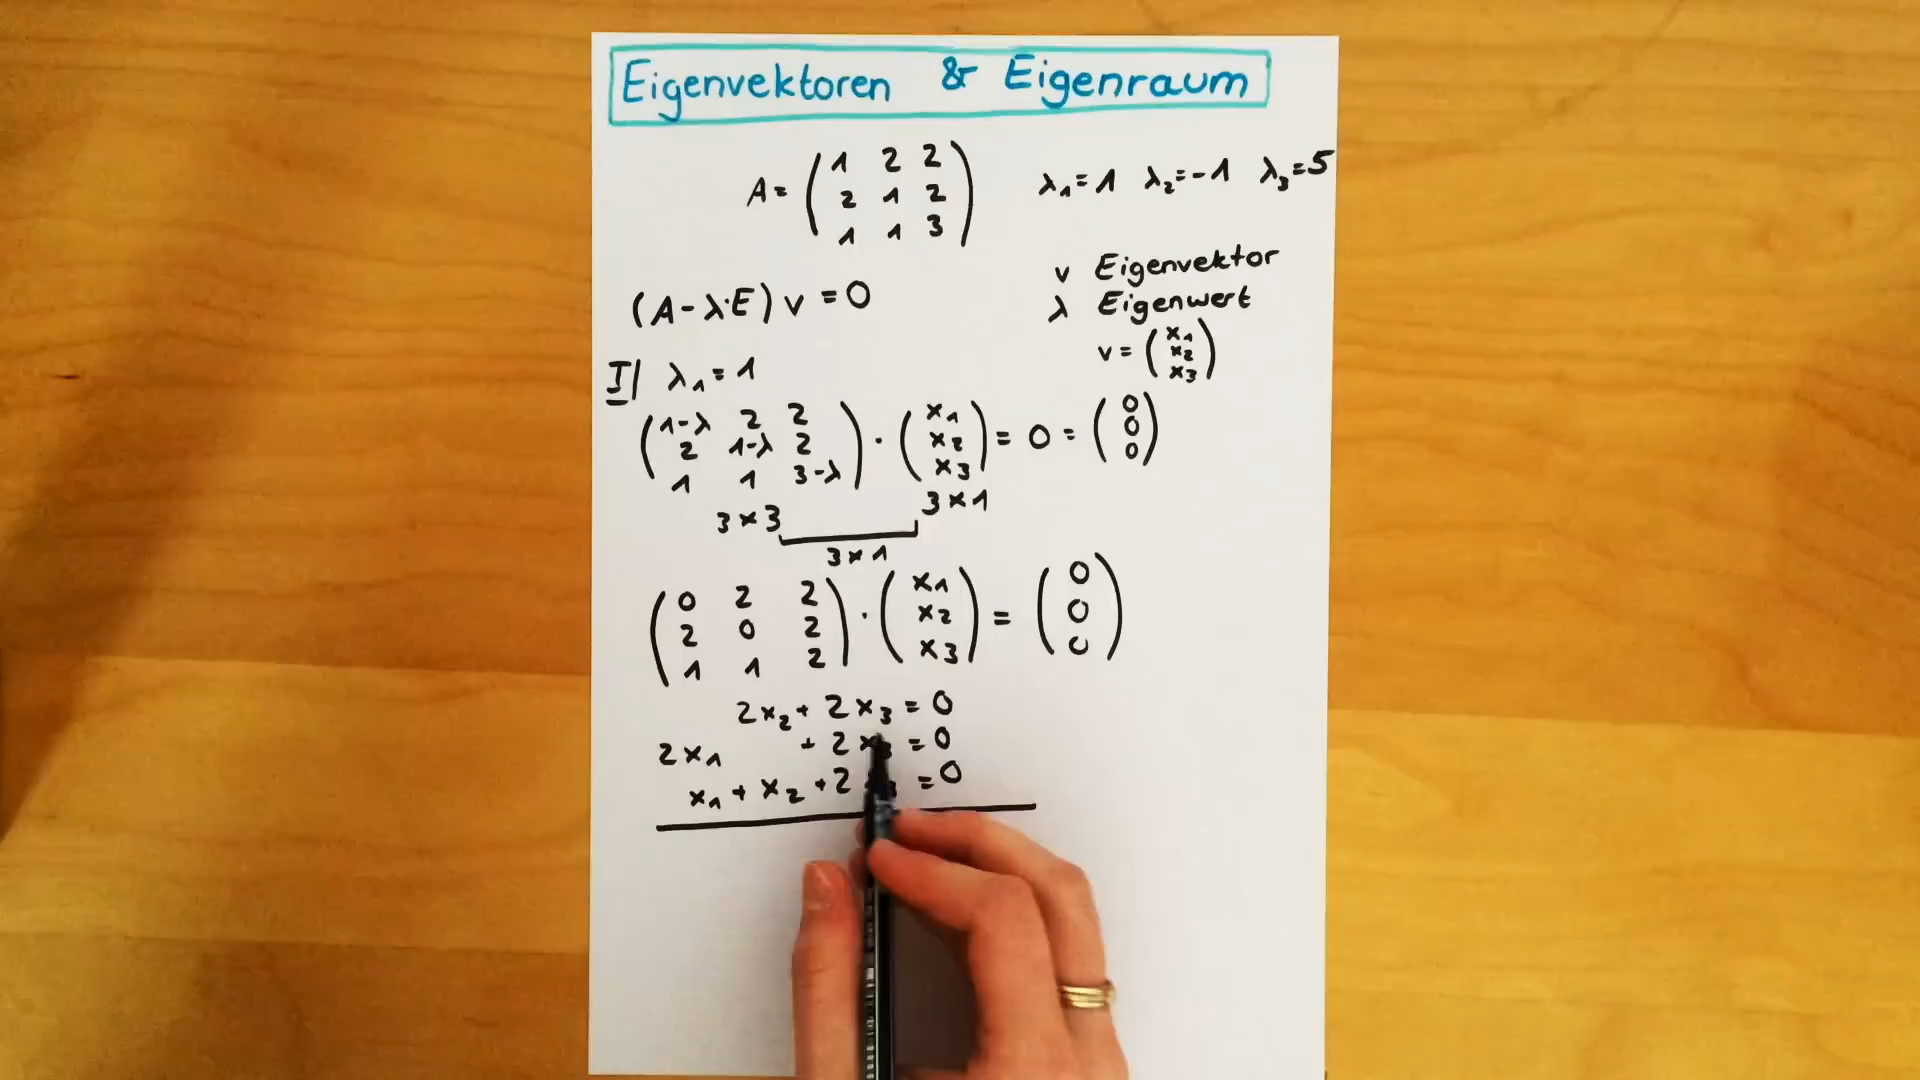 Eigenvektoren & Eigenraum
A = ( 1 2 2
2 1 2
1 1 3 )
λ₁=1 λ₂=-1 λ₃=5
(A-λ·E) v = 0
v Eigenvektor
λ Eigenwert
v = ( x₁
x₂
x₃ )
I) λ₁ = 1
( 1-λ 2 2
2 1-λ 2
1 1 3-λ ) · ( x₁
x₂
x₃ ) = 0 = ( 0
0
0 )
3×3 3×1
3×1
( 0 2 2
2 0 2
1 1 2 ) · ( x₁
x₂
x₃ ) = ( 0
0
0 )
2x₂ + 2x₃ = 0
2x₁ + 2x₃ = 0
x₁ + x₂ + 2 = 0